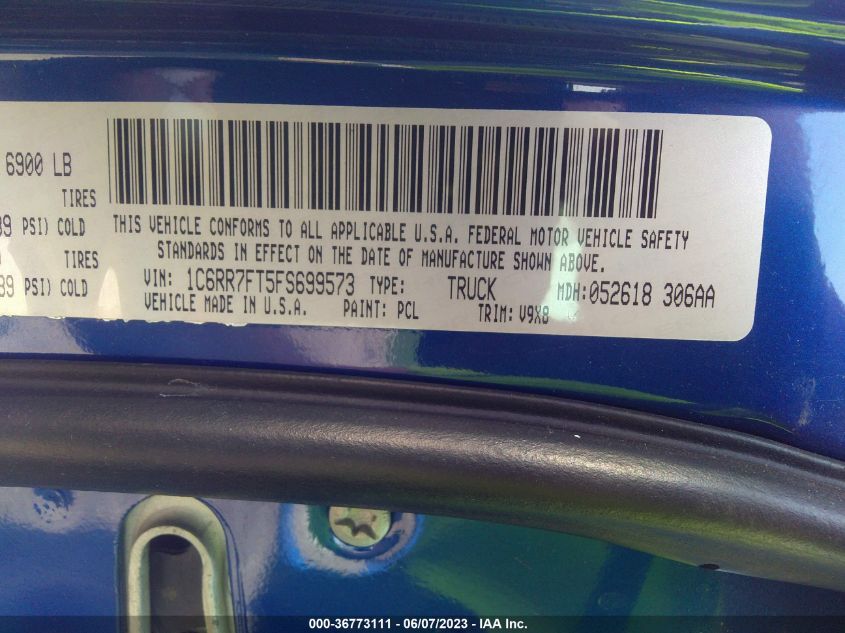 6900 LB
TIRES
39 PSI) COLD
TIRES
39 PSI) COLD
THIS VEHICLE CONFORMS TO ALL APPLICABLE U.S.A. FEDERAL MOTOR VEHICLE SAFETY
STANDARDS IN EFFECT ON THE DATE OF MANUFACTURE SHOWN ABOVE.
VIN: 1C6RR7FT5FS699573 TYPE: TRUCK MDH:052618 306AA
VEHICLE MADE IN U.S.A. PAINT: PCL TRIM: V9X8
000-36773111 - 06/07/2023 - IAA Inc.